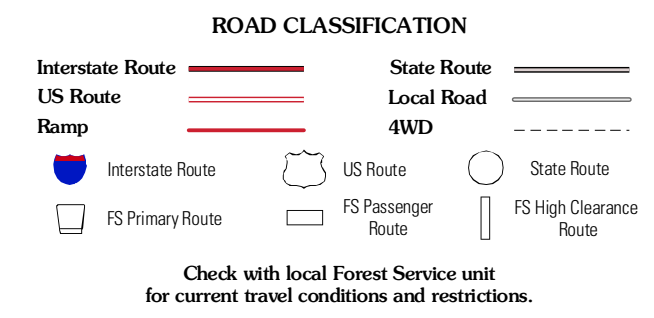 ROAD CLASSIFICATION
Interstate Route
State Route
US Route
Local Road
Ramp
4WD
Interstate Route
US Route
State Route
FS Primary Route
FS Passenger
Route
FS High Clearance
Route
Check with local Forest Service unit
for current travel conditions and restrictions.